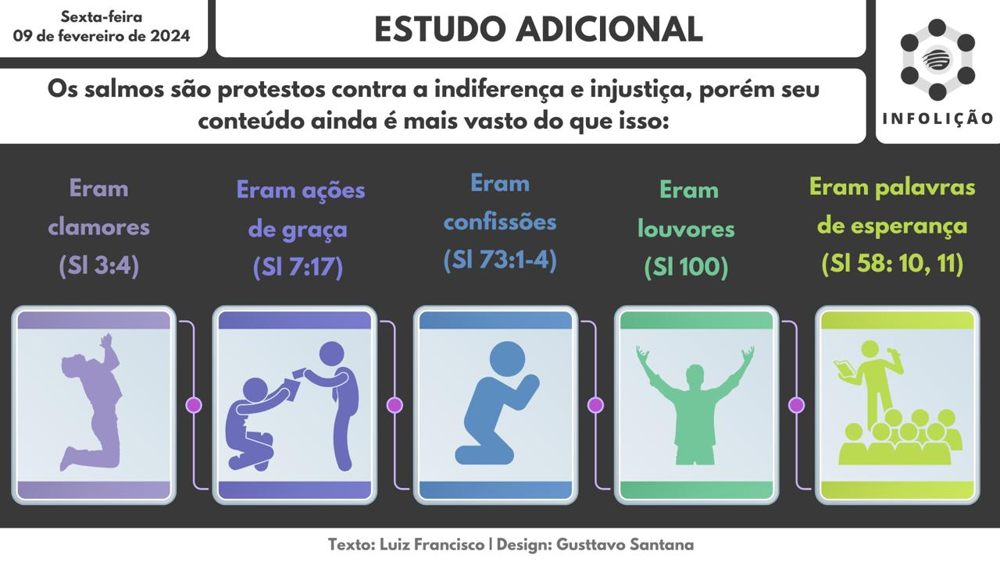 Sexta-feira
09 de fevereiro de 2024
ESTUDO ADICIONAL
INFOLIÇÃO
Os salmos são protestos contra a indiferença e injustiça, porém seu
conteúdo ainda é mais vasto do que isso:
Eram
clamores
(Sl 3:4)
Eram ações
de graça
(Sl 7:17)
Eram
confissões
(Sl 73:1-4)
Eram
louvores
(Sl 100)
Eram palavras
de esperança
(Sl 58: 10, 11)
Texto: Luiz Francisco | Design: Gusttavo Santana